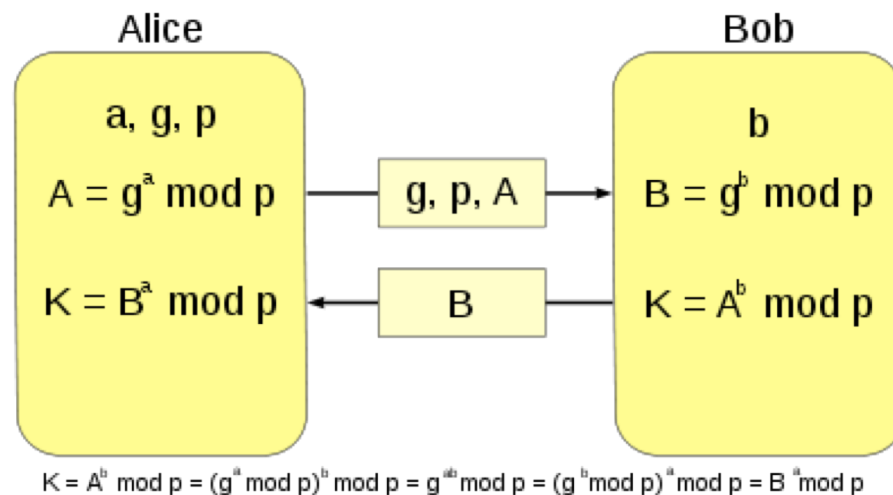 Alice Bob
a, g, p
b
A = gᵃ mod p
g, p, A
B = gᵇ mod p
K = Bᵃ mod p
B
K = Aᵇ mod p
K = Aᵇ mod p = (gᵃ mod p)ᵇ mod p = gᵃᵇ mod p = (gᵇ mod p)ᵃ mod p = Bᵃ mod p